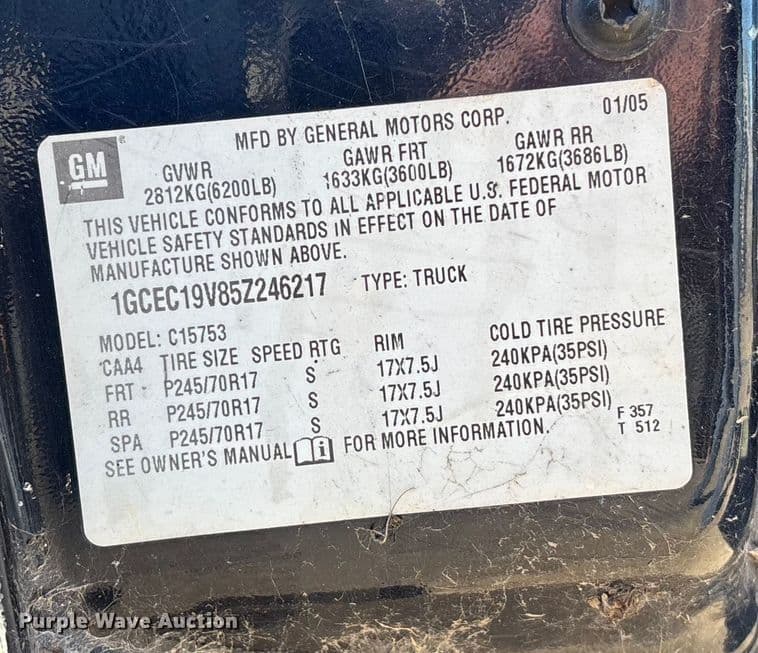 GM
MFD BY GENERAL MOTORS CORP. 01/05
GVWR GAWR FRT GAWR RR
2812KG(6200LB) 1633KG(3600LB) 1672KG(3686LB)
THIS VEHICLE CONFORMS TO ALL APPLICABLE U.S. FEDERAL MOTOR
VEHICLE SAFETY STANDARDS IN EFFECT ON THE DATE OF
MANUFACTURE SHOWN ABOVE.
1GCEC19V85Z246217 TYPE: TRUCK
MODEL: C15753
CAA4 TIRE SIZE SPEED RTG RIM COLD TIRE PRESSURE
FRT P245/70R17 S 17X7.5J 240KPA(35PSI)
RR P245/70R17 S 17X7.5J 240KPA(35PSI)
SPA P245/70R17 S 17X7.5J 240KPA(35PSI)
SEE OWNER'S MANUAL i FOR MORE INFORMATION.
F 357
T 512
Purple Wave Auction